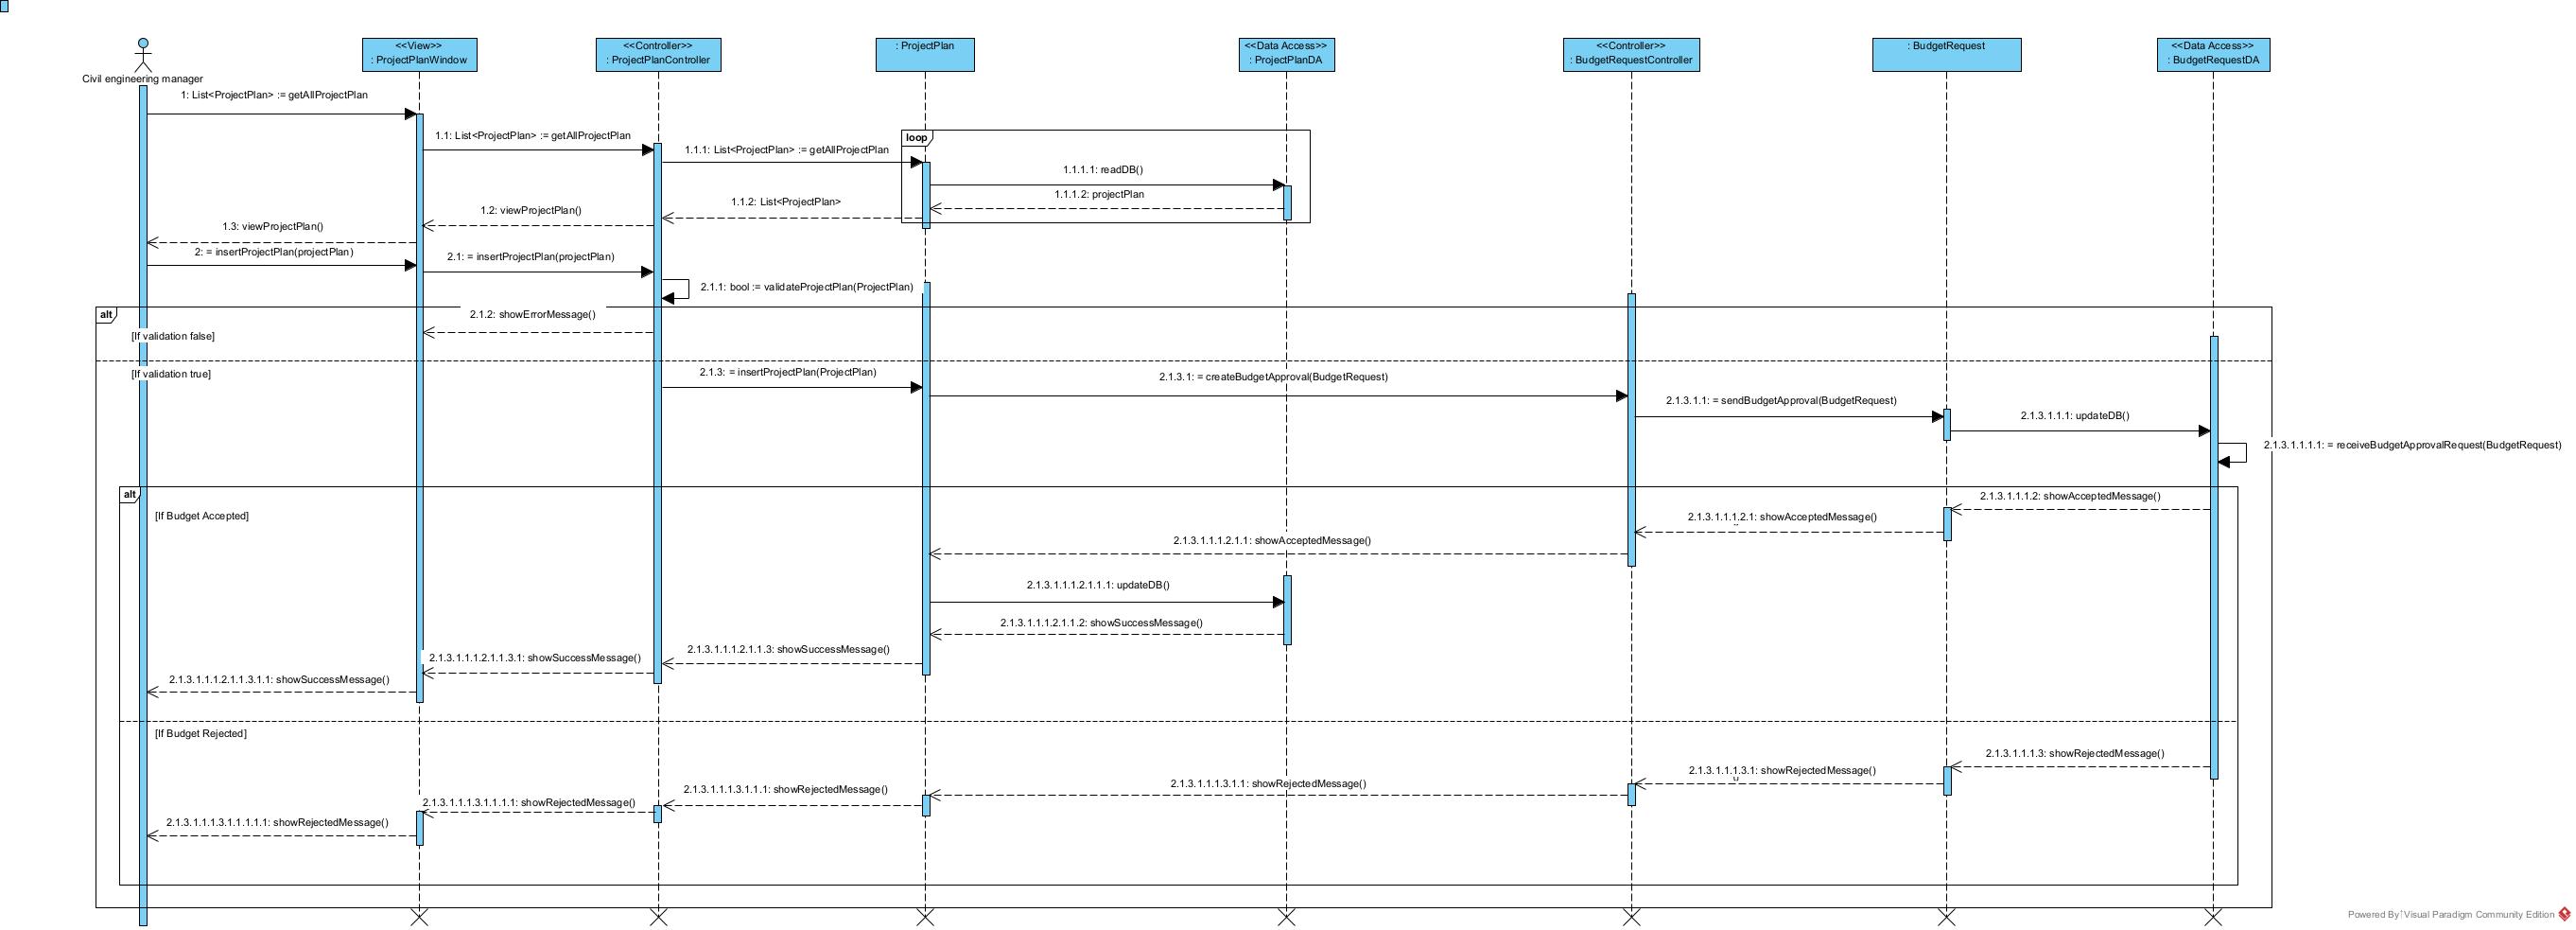 <<View>>
: ProjectPlanWindow
<<Controller>>
: ProjectPlanController
: ProjectPlan
<<Data Access>>
: ProjectPlanDA
<<Controller>>
: BudgetRequestController
: BudgetRequest
<<Data Access>>
: BudgetRequestDA
Civil engineering manager
1: List<ProjectPlan> := getAllProjectPlan
1.1: List<ProjectPlan> := getAllProjectPlan
loop
1.1.1: List<ProjectPlan> := getAllProjectPlan
1.1.1.1: readDB()
1.1.1.2: projectPlan
1.1.2: List<ProjectPlan>
1.2: viewProjectPlan()
1.3: viewProjectPlan()
2: = insertProjectPlan(projectPlan)
2.1: = insertProjectPlan(projectPlan)
2.1.1: bool := validateProjectPlan(ProjectPlan)
alt
2.1.2: showErrorMessage()
[If validation false]
[If validation true]
2.1.3: = insertProjectPlan(ProjectPlan)
2.1.3.1: = createBudgetApproval(BudgetRequest)
2.1.3.1.1: = sendBudgetApproval(BudgetRequest)
2.1.3.1.1.1: updateDB()
2.1.3.1.1.1.1: = receiveBudgetApprovalRequest(BudgetRequest)
alt
[If Budget Accepted]
2.1.3.1.1.1.2: showAcceptedMessage()
2.1.3.1.1.1.2.1: showAcceptedMessage()
2.1.3.1.1.1.2.1.1: showAcceptedMessage()
2.1.3.1.1.1.2.1.1.1: updateDB()
2.1.3.1.1.1.2.1.1.2: showSuccessMessage()
2.1.3.1.1.1.2.1.1.3: showSuccessMessage()
2.1.3.1.1.1.2.1.1.3.1: showSuccessMessage()
2.1.3.1.1.1.2.1.1.3.1.1: showSuccessMessage()
[If Budget Rejected]
2.1.3.1.1.1.3: showRejectedMessage()
2.1.3.1.1.1.3.1: showRejectedMessage()
2.1.3.1.1.1.3.1.1: showRejectedMessage()
2.1.3.1.1.1.3.1.1.1: showRejectedMessage()
2.1.3.1.1.1.3.1.1.1.1: showRejectedMessage()
2.1.3.1.1.1.3.1.1.1.1.1: showRejectedMessage()
Powered By Visual Paradigm Community Edition